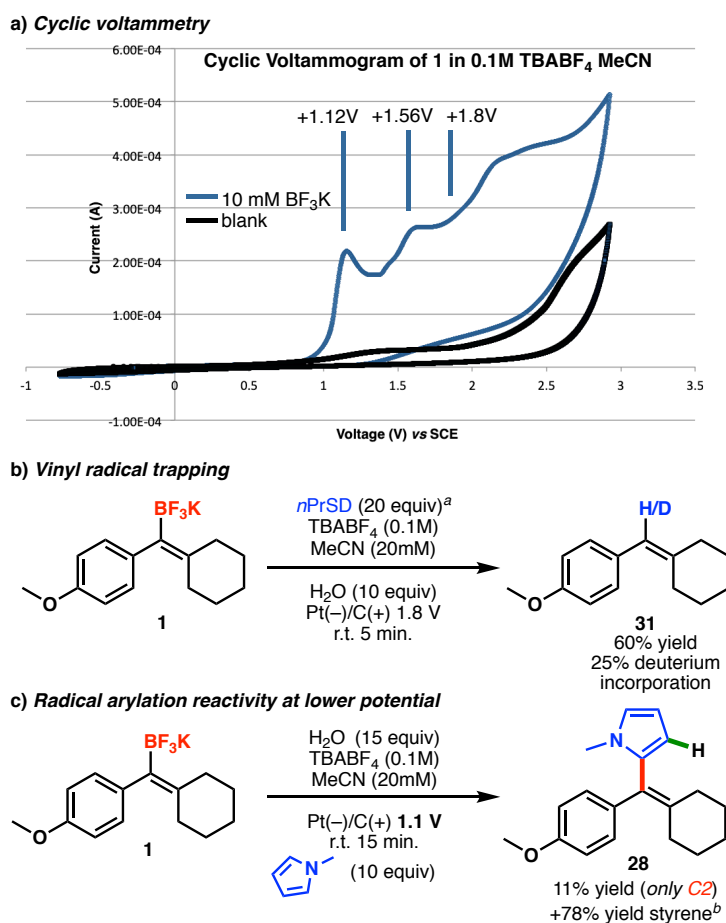 a) Cyclic voltammetry
Cyclic Voltammogram of 1 in 0.1M TBABF4 MeCN
6.00E-04
5.00E-04
4.00E-04
3.00E-04
2.00E-04
1.00E-04
-1.00E-04
+1.12V +1.56V +1.8V
10 mM BF3K
blank
Current (A)
-1 -0.5 0 0.5 1 1.5 2 2.5 3 3.5
Voltage (V) vs SCE
b) Vinyl radical trapping
BF3K
O
1
nPrSD (20 equiv)a
TBABF4 (0.1M)
MeCN (20mM)
H2O (10 equiv)
Pt(–)/C(+) 1.8 V
r.t. 5 min.
H/D
O
31
60% yield
25% deuterium
incorporation
c) Radical arylation reactivity at lower potential
BF3K
O
1
H2O (15 equiv)
TBABF4 (0.1M)
MeCN (20mM)
Pt(–)/C(+) 1.1 V
r.t. 15 min.
N
(10 equiv)
N
H
O
28
11% yield (only C2)
+78% yield styreneb